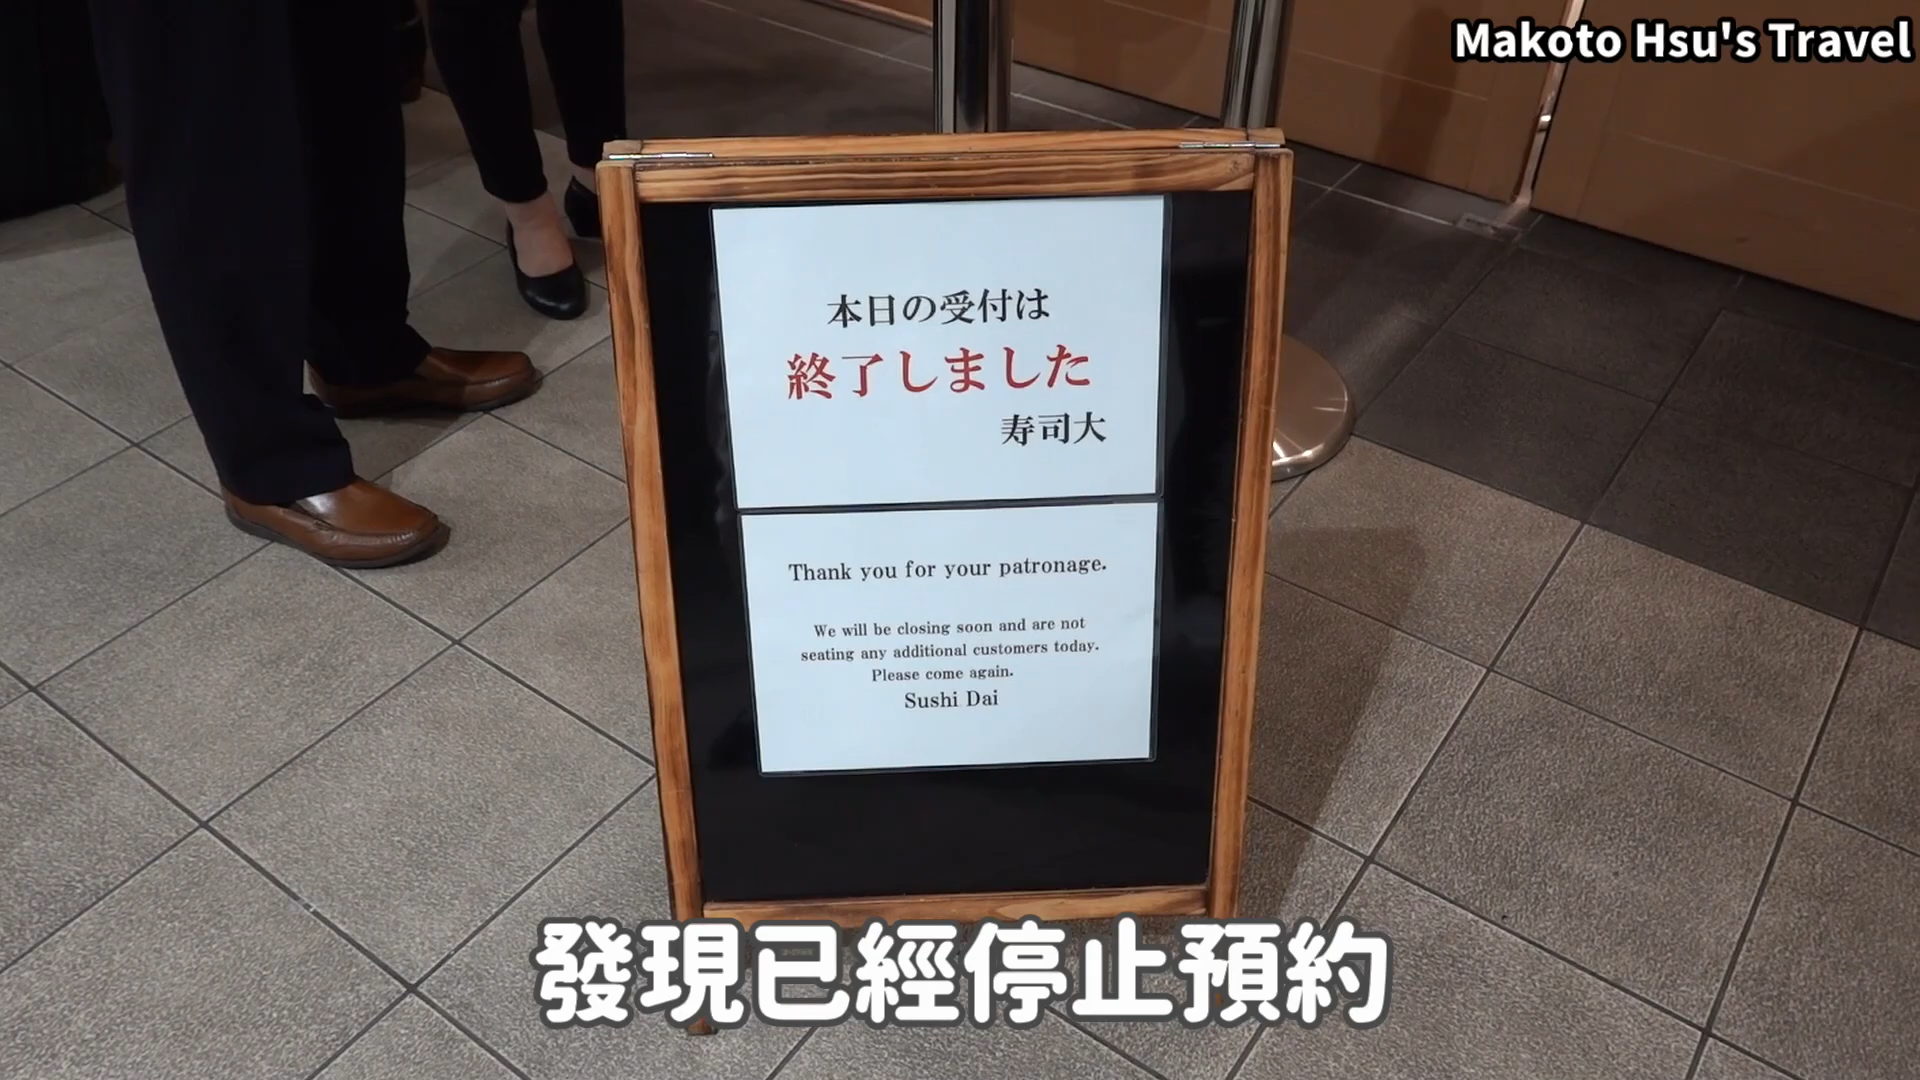 Makoto Hsu's Travel
本日の受付は
終了しました
寿司大
Thank you for your patronage.
We will be closing soon and are not
seating any additional customers today.
Please come again.
Sushi Dai
發現已經停止預約